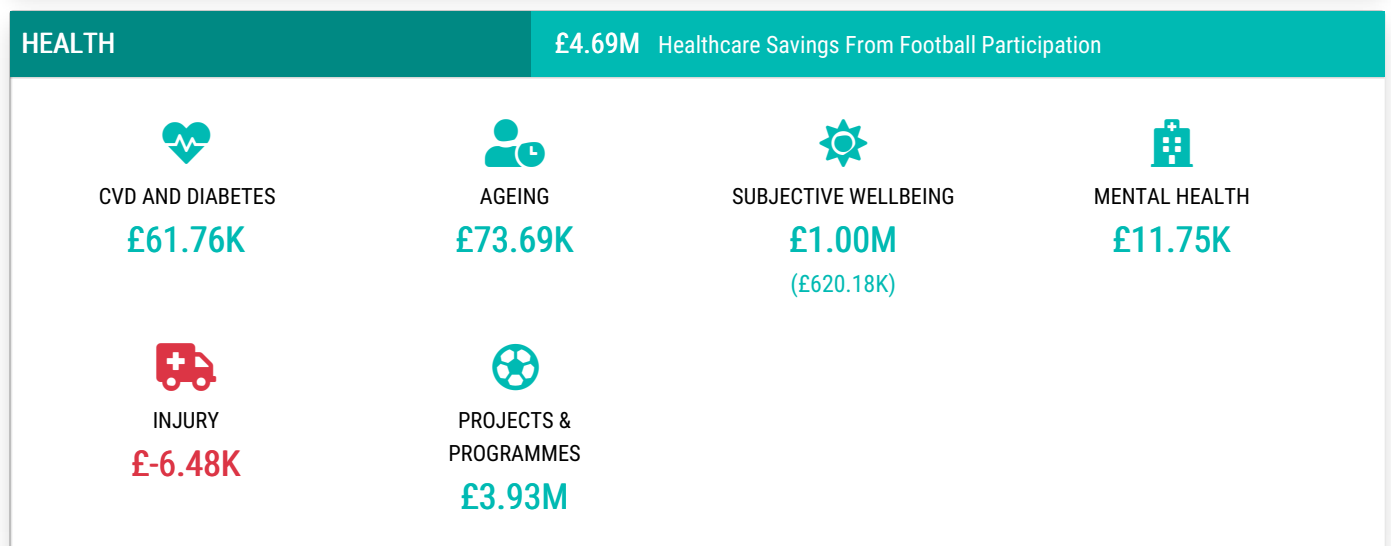 HEALTH
£4.69M Healthcare Savings From Football Participation
CVD AND DIABETES
£61.76K
AGEING
£73.69K
SUBJECTIVE WELLBEING
£1.00M
(£620.18K)
MENTAL HEALTH
£11.75K
INJURY
£-6.48K
PROJECTS &
PROGRAMMES
£3.93M